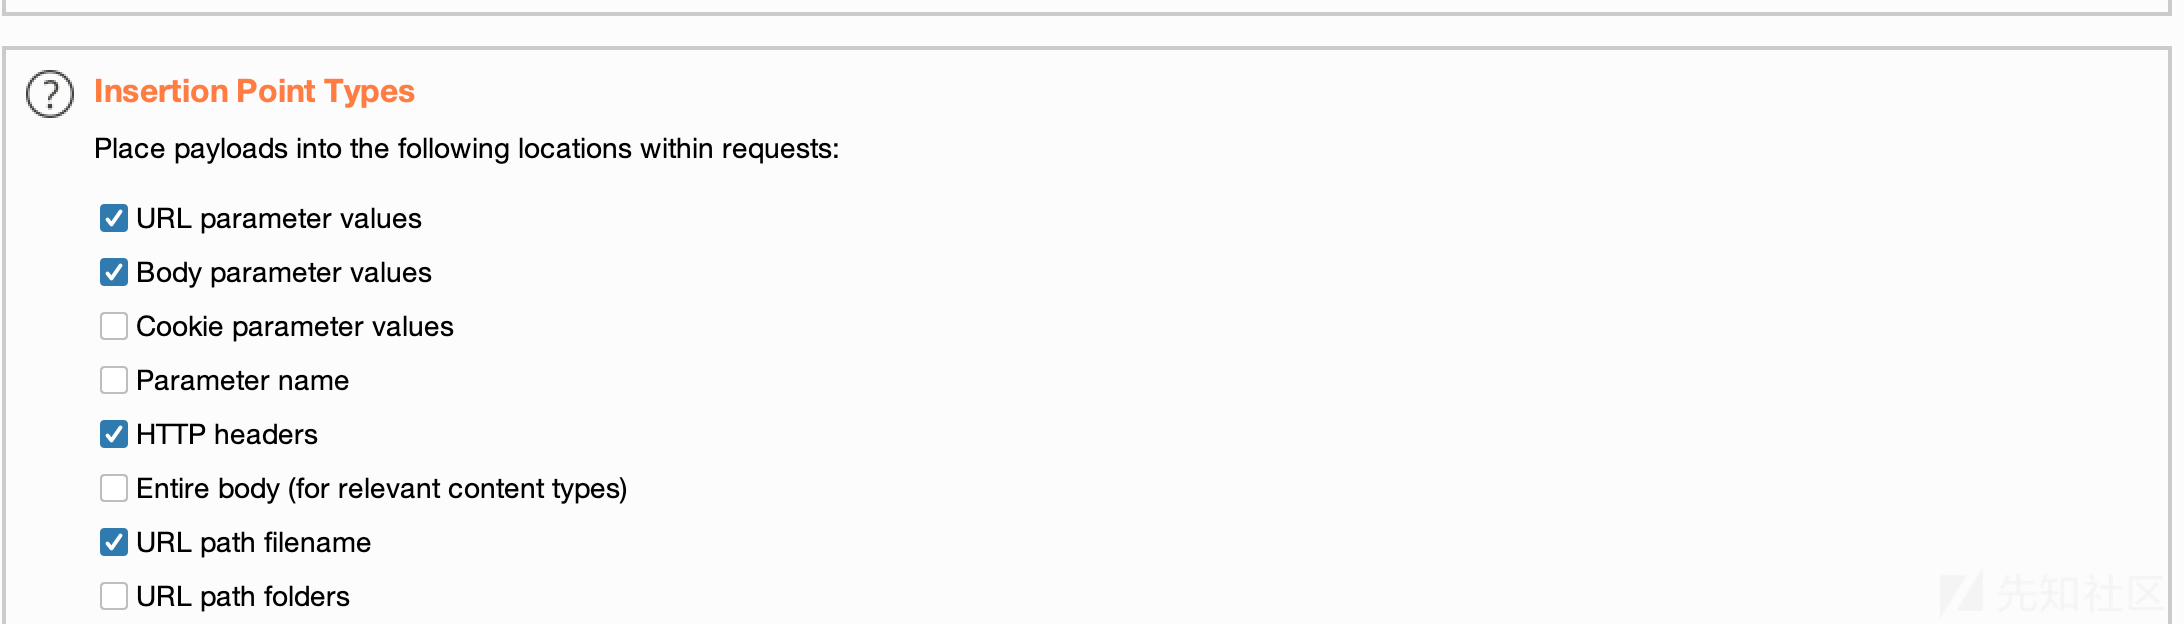 Insertion Point Types
Place payloads into the following locations within requests:
URL parameter values
Body parameter values
Cookie parameter values
Parameter name
HTTP headers
Entire body (for relevant content types)
URL path filename
URL path folders
先知社区